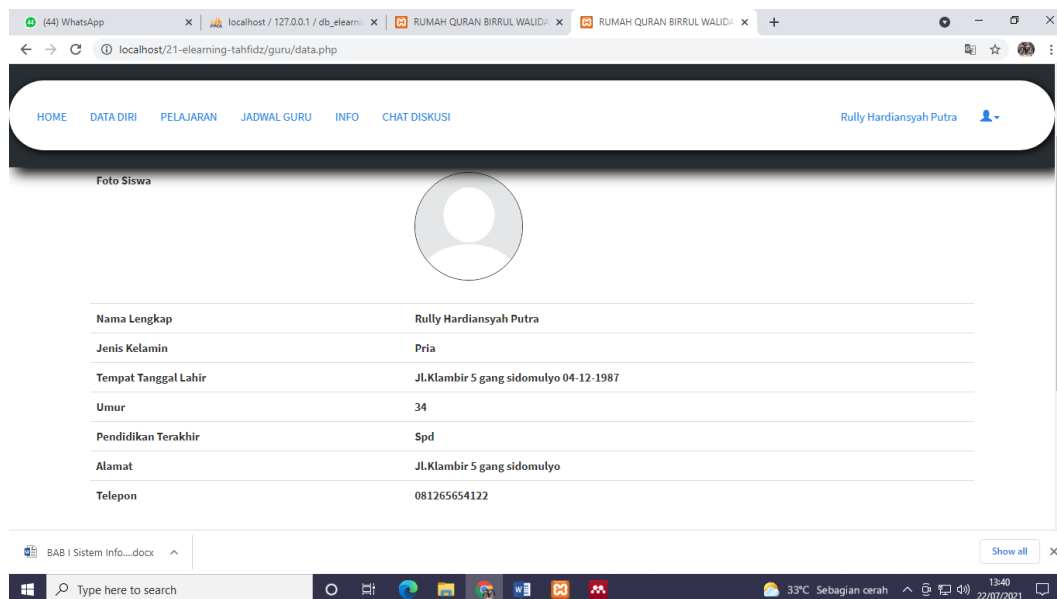 (44) WhatsApp
localhost / 127.0.0.1 / db_elearni
RUMAH QURAN BIRRUL WALIDA
RUMAH QURAN BIRRUL WALIDA
localhost/21-elearning-tahfidz/guru/data.php
HOME DATA DIRI PELAJARAN JADWAL GURU INFO CHAT DISKUSI Rully Hardiansyah Putra
Foto Siswa
Nama Lengkap Rully Hardiansyah Putra
Jenis Kelamin Pria
Tempat Tanggal Lahir Jl.Klambir 5 gang sidomulyo 04-12-1987
Umur 34
Pendidikan Terakhir Spd
Alamat Jl.Klambir 5 gang sidomulyo
Telepon 081265654122
BAB I Sistem Info....docx Show all
Type here to search 33°C Sebagian cerah 13:40
22/07/2021